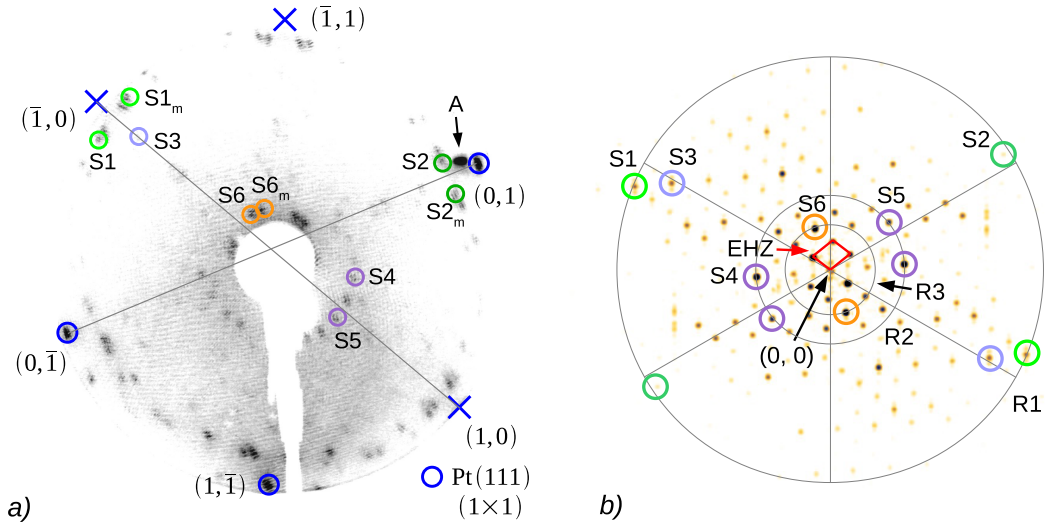 (1̅,1)
S1ₘ
(1̅,0)
S3
S1
A
S2
(0,1)
S2ₘ
S6
S6ₘ
S4
S5
(0,1̅)
(1,0)
(1,1̅)
Pt(111)
(1×1)
a)
S2
S1
S3
S5
S6
EHZ
S4
R3
R2
(0, 0)
R1
b)